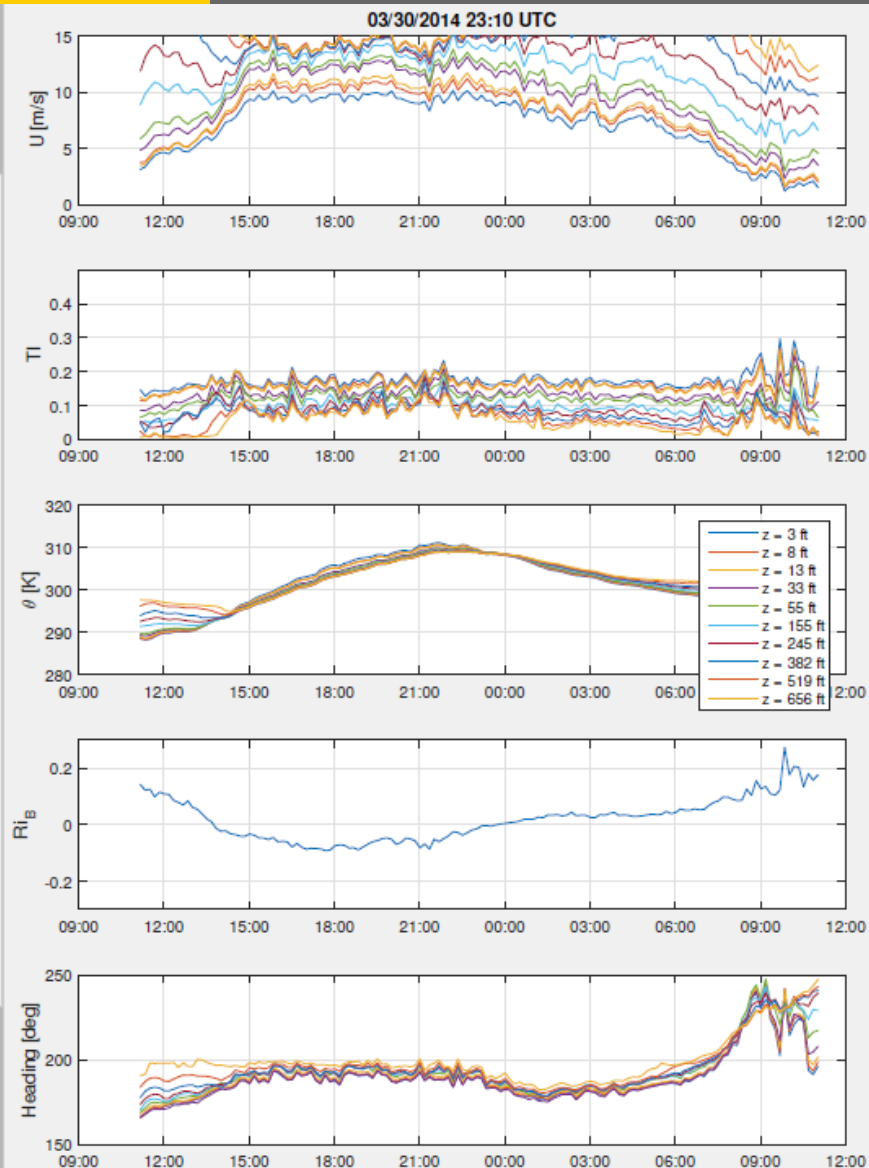 03/30/2014 23:10 UTC
15
10
5
0
U [m/s]
09:00 12:00 15:00 18:00 21:00 00:00 03:00 06:00 09:00 12:00
0.4
0.3
0.2
0.1
0
TI
09:00 12:00 15:00 18:00 21:00 00:00 03:00 06:00 09:00 12:00
320
310
300
290
280
θ [K]
z = 3 ft
z = 8 ft
z = 13 ft
z = 33 ft
z = 55 ft
z = 155 ft
z = 245 ft
z = 382 ft
z = 519 ft
z = 656 ft
09:00 12:00 15:00 18:00 21:00 00:00 03:00 06:00 12:00
0.2
0
-0.2
Ri_B
09:00 12:00 15:00 18:00 21:00 00:00 03:00 06:00 09:00 12:00
250
200
150
Heading [deg]
09:00 12:00 15:00 18:00 21:00 00:00 03:00 06:00 09:00 12:00